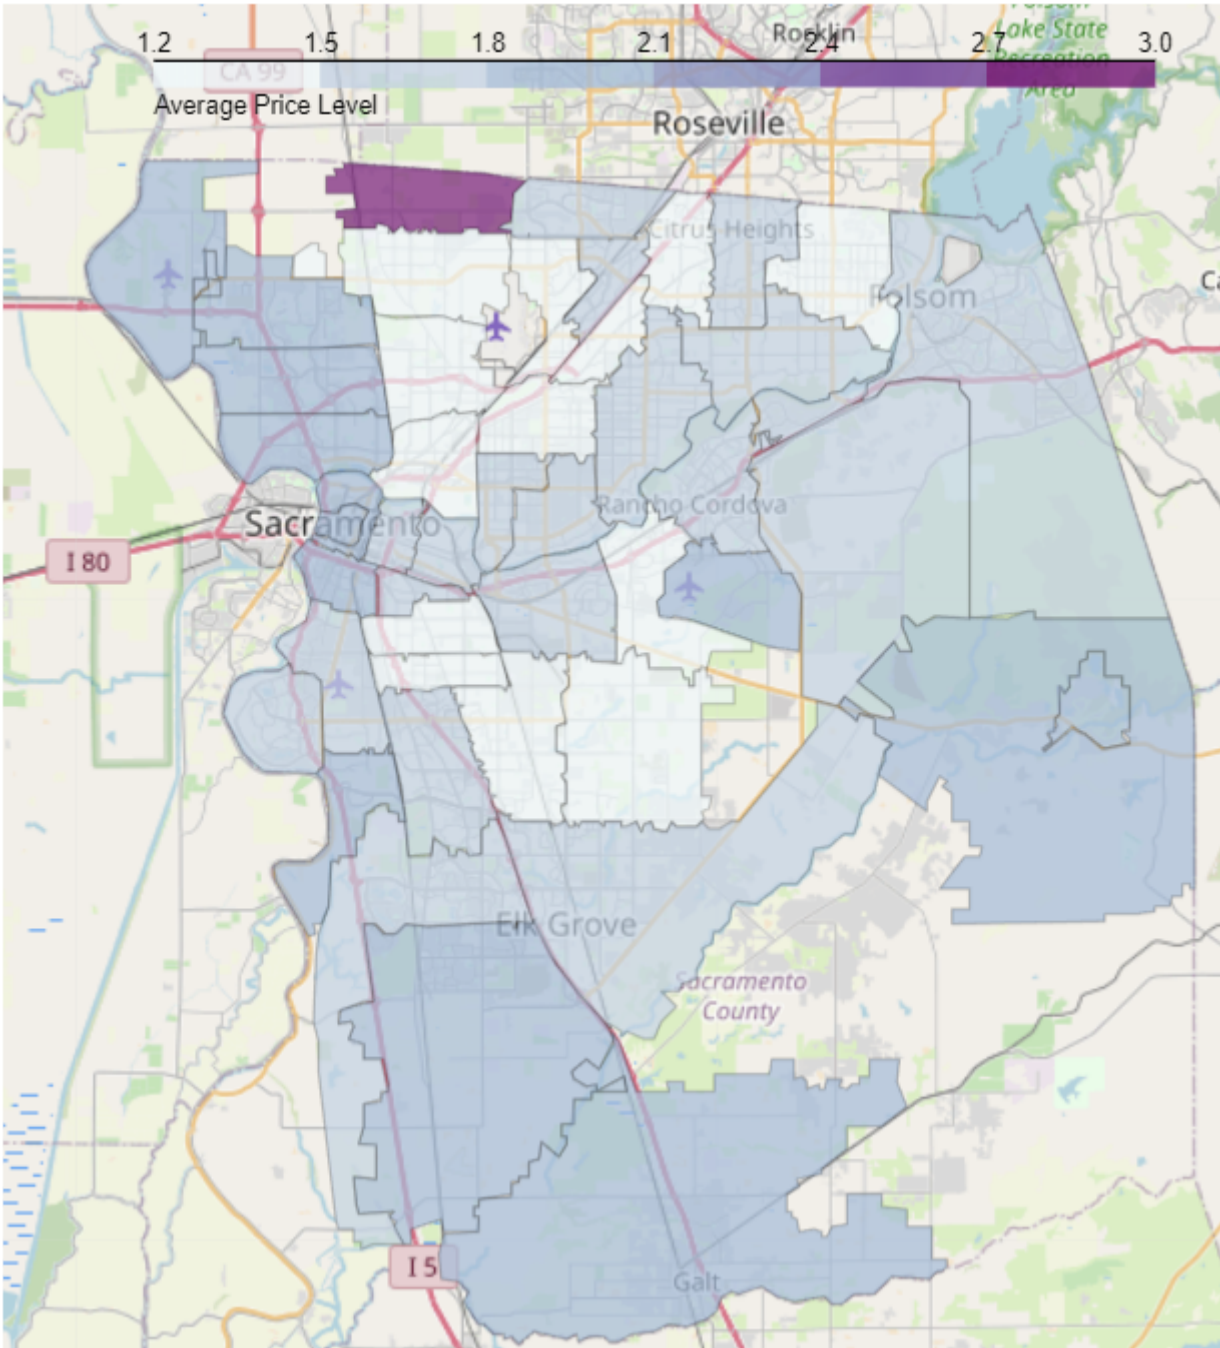 Folsom
Lake State
Recreation
Area
Rocklin
1.2 1.5 1.8 2.1 2.4 2.7 3.0
CA 99
Average Price Level
Roseville
Citrus Heights
Folsom
Rancho Cordova
Sacramento
I 80
Elk Grove
Sacramento
County
I 5
Galt